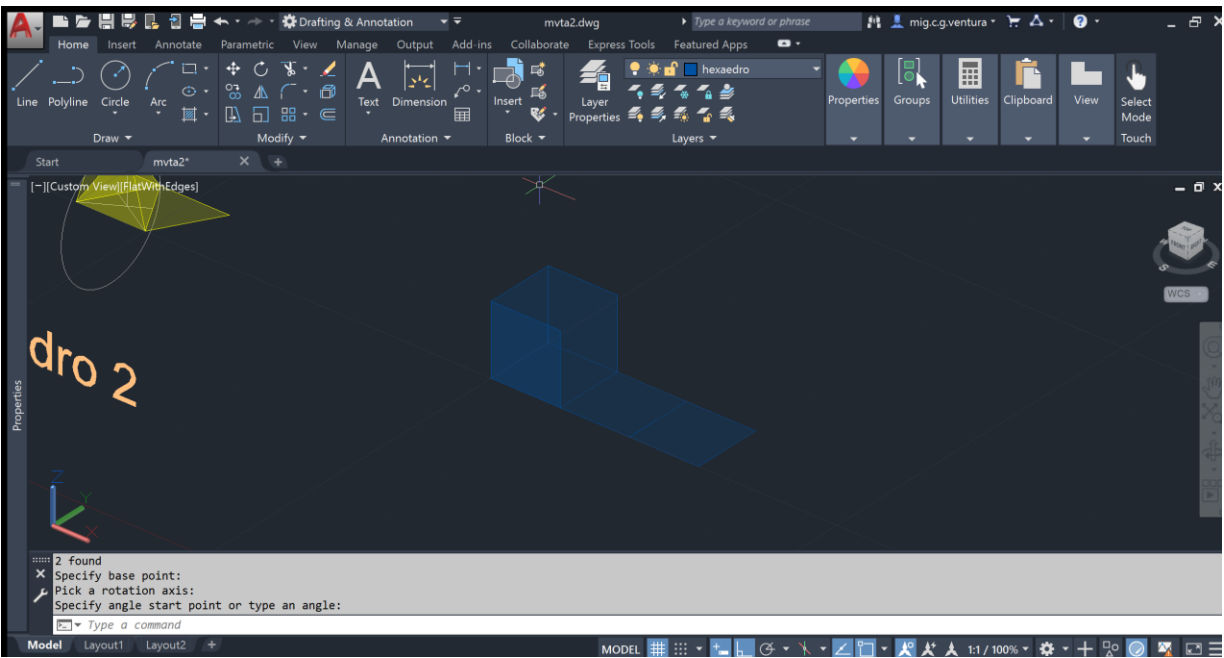 A Drafting & Annotation mvta2.dwg Type a keyword or phrase mig.c.g.ventura
Home Insert Annotate Parametric View Manage Output Add-ins Collaborate Express Tools Featured Apps
hexaedro
Line Polyline Circle Arc Text Dimension Insert Layer Properties Properties Groups Utilities Clipboard View Select Mode
Draw Modify Annotation Block Layers Touch
Start mvta2* +
[-][Custom View][FlatWithEdges]
TOP
FRONT RIGHT
S E
WCS
dro 2
Properties
Z
Y
X
2 found
Specify base point:
Pick a rotation axis:
Specify angle start point or type an angle:
Type a command
Model Layout1 Layout2 + MODEL 1:1 / 100%